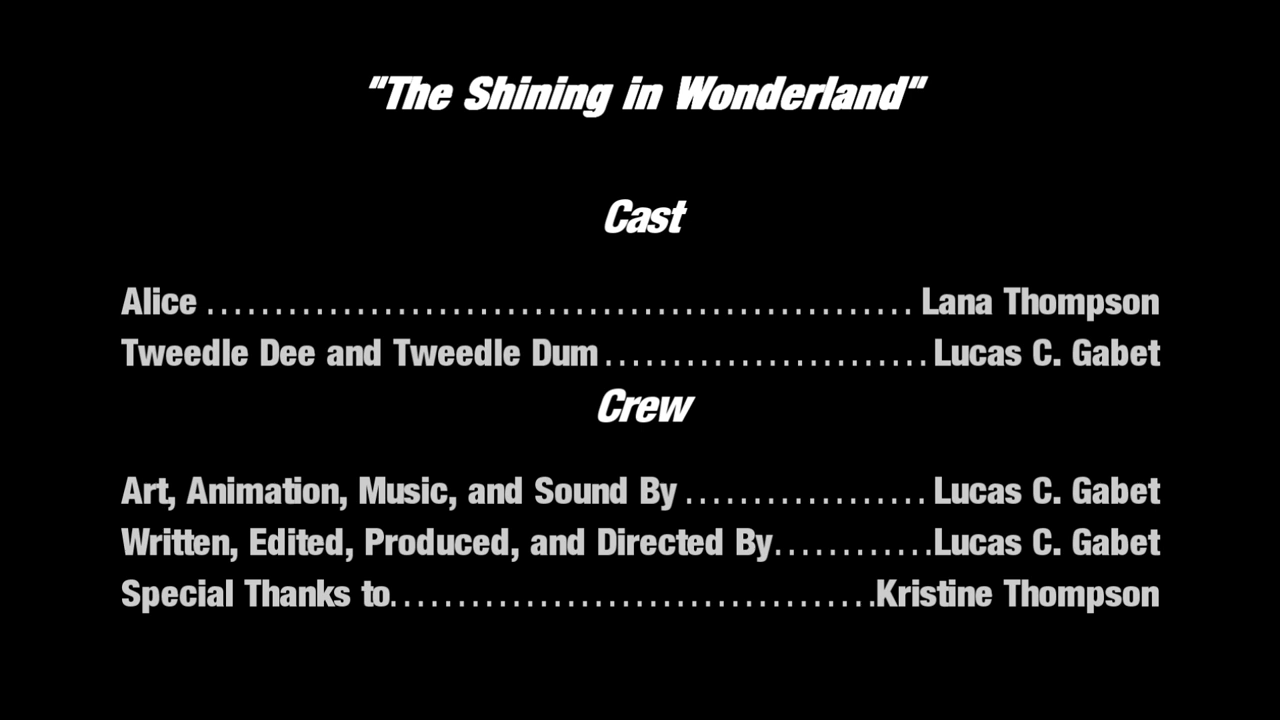 "The Shining in Wonderland"
Cast
Alice .................................................... Lana Thompson
Tweedle Dee and Tweedle Dum........................ Lucas C. Gabet
Crew
Art, Animation, Music, and Sound By .................. Lucas C. Gabet
Written, Edited, Produced, and Directed By............Lucas C. Gabet
Special Thanks to....................................Kristine Thompson